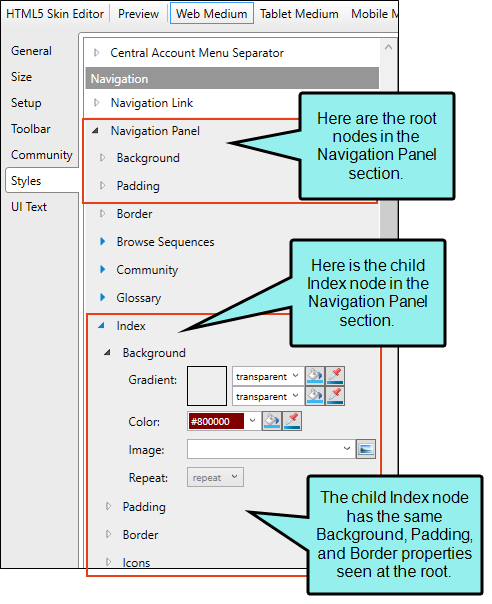 HTML5 Skin Editor Preview Web Medium Tablet Medium Mobile M
General
Size
Setup
Toolbar
Community
Styles
UI Text
Central Account Menu Separator
Navigation
Navigation Link
Navigation Panel
Background
Padding
Border
Browse Sequences
Community
Glossary
Index
Background
Gradient: transparent
transparent
Color: #800000
Image:
Repeat: repeat
Padding
Border
Icons
Here are the root
nodes in the
Navigation Panel
section.
Here is the child
Index node in the
Navigation Panel
section.
The child Index node
has the same
Background, Padding,
and Border properties
seen at the root.